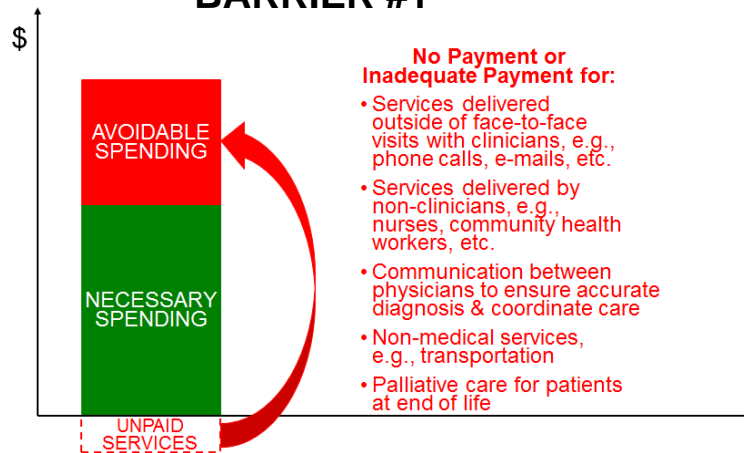 BARRIER #1
$
AVOIDABLE
SPENDING
NECESSARY
SPENDING
UNPAID
SERVICES
No Payment or
Inadequate Payment for:
• Services delivered
outside of face-to-face
visits with clinicians, e.g.,
phone calls, e-mails, etc.
• Services delivered by
non-clinicians, e.g.,
nurses, community health
workers, etc.
• Communication between
physicians to ensure accurate
diagnosis & coordinate care
• Non-medical services,
e.g., transportation
• Palliative care for patients
at end of life